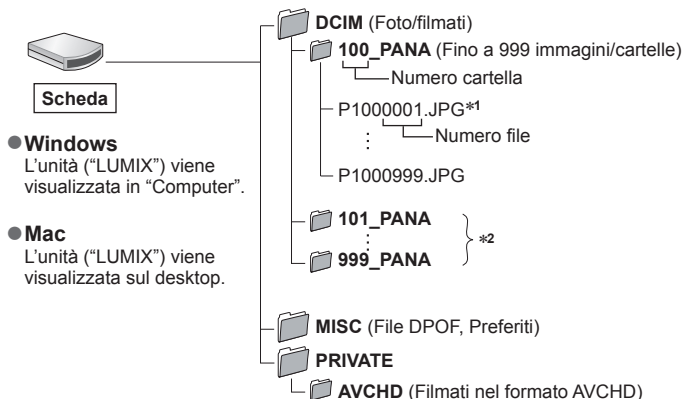 DCIM (Foto/filmati)
100_PANA (Fino a 999 immagini/cartelle)
Numero cartella
Scheda
P1000001.JPG*1
Numero file
P1000999.JPG
●Windows
L'unità ("LUMIX") viene
visualizzata in "Computer".
●Mac
L'unità ("LUMIX") viene
visualizzata sul desktop.
101_PANA
*2
999_PANA
MISC (File DPOF, Preferiti)
PRIVATE
AVCHD (Filmati nel formato AVCHD)